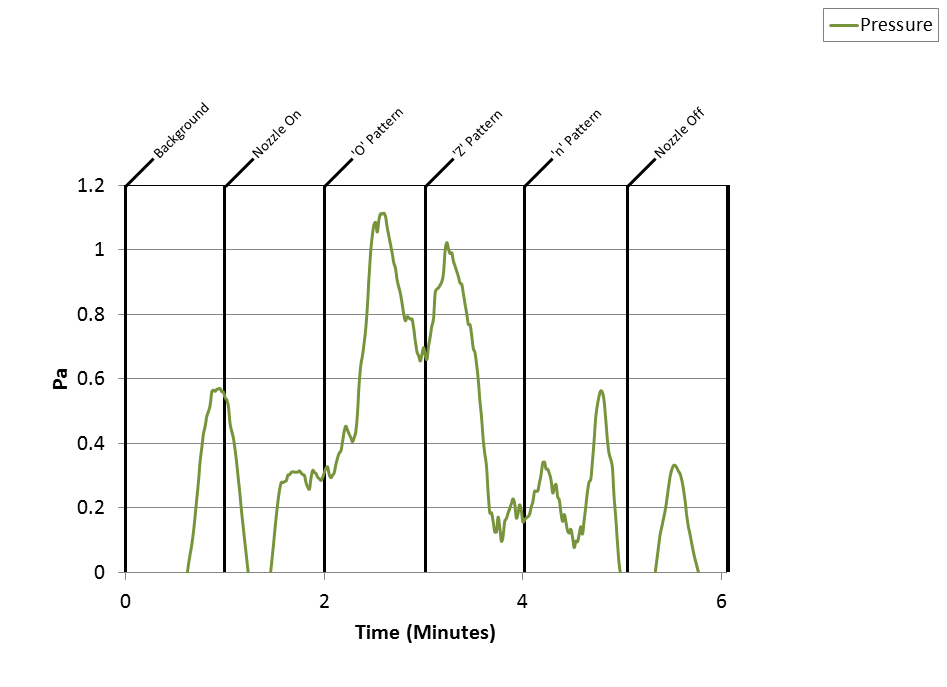 Pressure
Background
Nozzle On
'O' Pattern
'Z' Pattern
'n' Pattern
Nozzle Off
1.2
1
0.8
0.6
0.4
0.2
0
Pa
0 2 4 6
Time (Minutes)